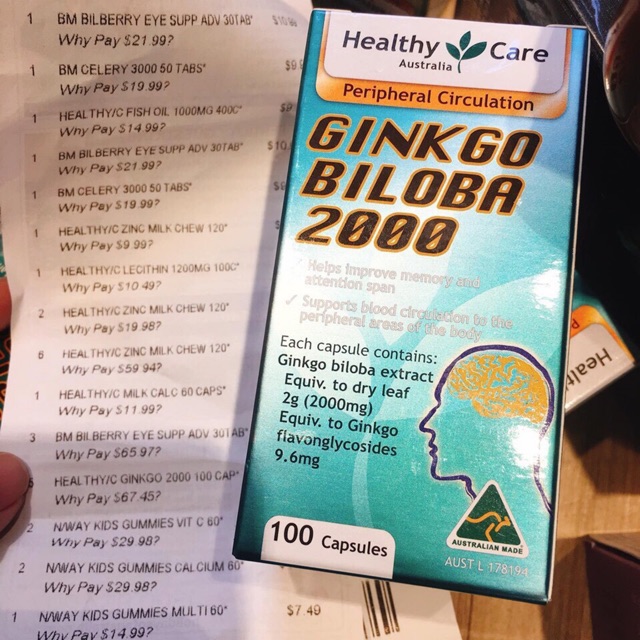 1 BM BILBERRY EYE SUPP ADV 30TAB*
Why Pay $21.99?
1 BM CELERY 3000 50 TABS*
Why Pay $19.99?
1 HEALTHY/C FISH OIL 1000MG 400C*
Why Pay $14.99?
1 BM BILBERRY EYE SUPP ADV 30TAB*
Why Pay $21.99?
1 BM CELERY 3000 50 TABS*
Why Pay $19.99?
1 HEALTHY/C ZINC MILK CHEW 120*
Why Pay $9.99?
1 HEALTHY/C LECITHIN 1200MG 100C*
Why Pay $10.49?
2 HEALTHY/C ZINC MILK CHEW 120*
Why Pay $19.98?
6 HEALTHY/C ZINC MILK CHEW 120*
Why Pay $59.94?
1 HEALTHY/C MILK CALC 60 CAPS*
Why Pay $11.99?
3 BM BILBERRY EYE SUPP ADV 30TAB*
Why Pay $65.97?
5 HEALTHY/C GINKGO 2000 100 CAP*
Why Pay $67.45?
2 N/WAY KIDS GUMMIES VIT C 60*
Why Pay $29.98?
2 N/WAY KIDS GUMMIES CALCIUM 60*
Why Pay $29.98?
1 N/WAY KIDS GUMMIES MULTI 60* $7.49
Why Pay $14.99?
Healthy Care
Australia
Peripheral Circulation
GINKGO
BILOBA
2000
Helps improve memory and
attention span
✓ Supports blood circulation to the
peripheral areas of the body
Each capsule contains:
Ginkgo biloba extract
Equiv. to dry leaf
2g (2000mg)
Equiv. to Ginkgo
flavonglycosides
9.6mg
100 Capsules
AUSTRALIAN MADE
AUST L 178194